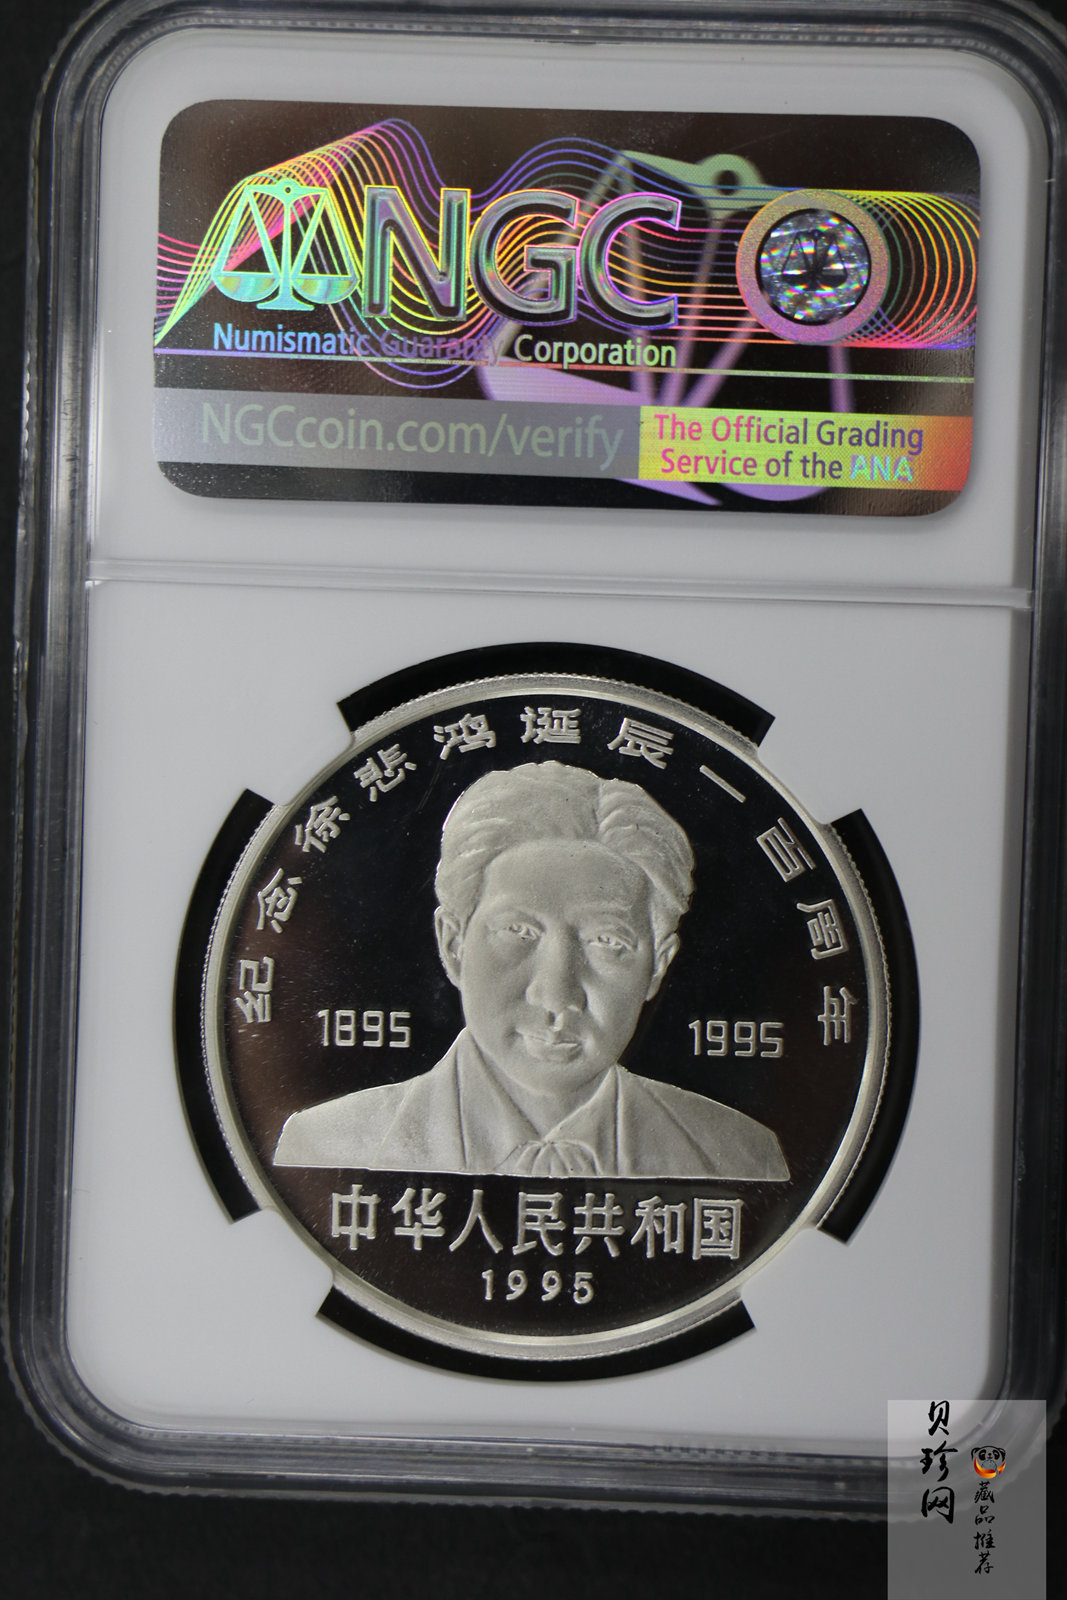 NGC
Numismatic Guaranty Corporation
NGCcoin.com/verify
The Official Grading
Service of the PNA
纪念徐悲鸿诞辰一百周年
1895
1995
中华人民共和国
1995
贝珍网
藏品推荐